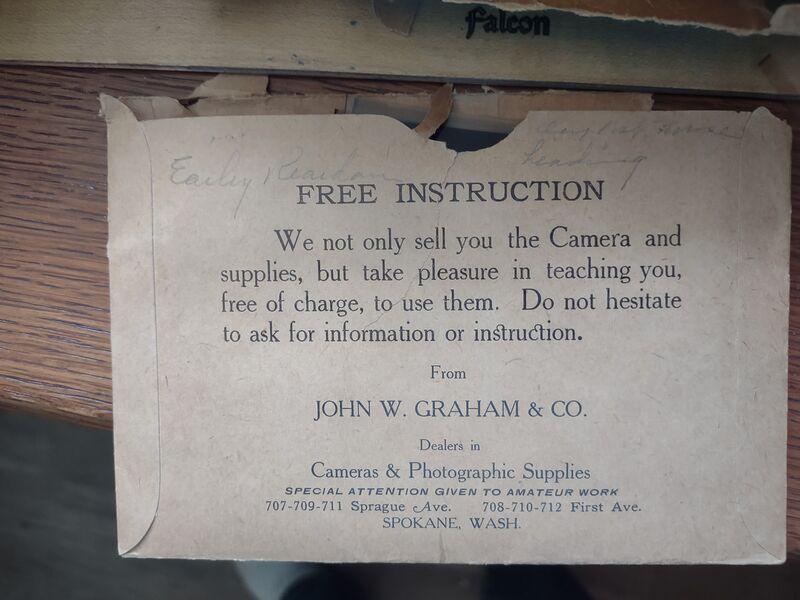 Falcon
Earley Reardan
heading
FREE INSTRUCTION
We not only sell you the Camera and
supplies, but take pleasure in teaching you,
free of charge, to use them. Do not hesitate
to ask for information or instruction.
From
JOHN W. GRAHAM & CO.
Dealers in
Cameras & Photographic Supplies
SPECIAL ATTENTION GIVEN TO AMATEUR WORK
707-709-711 Sprague Ave. 708-710-712 First Ave.
SPOKANE, WASH.